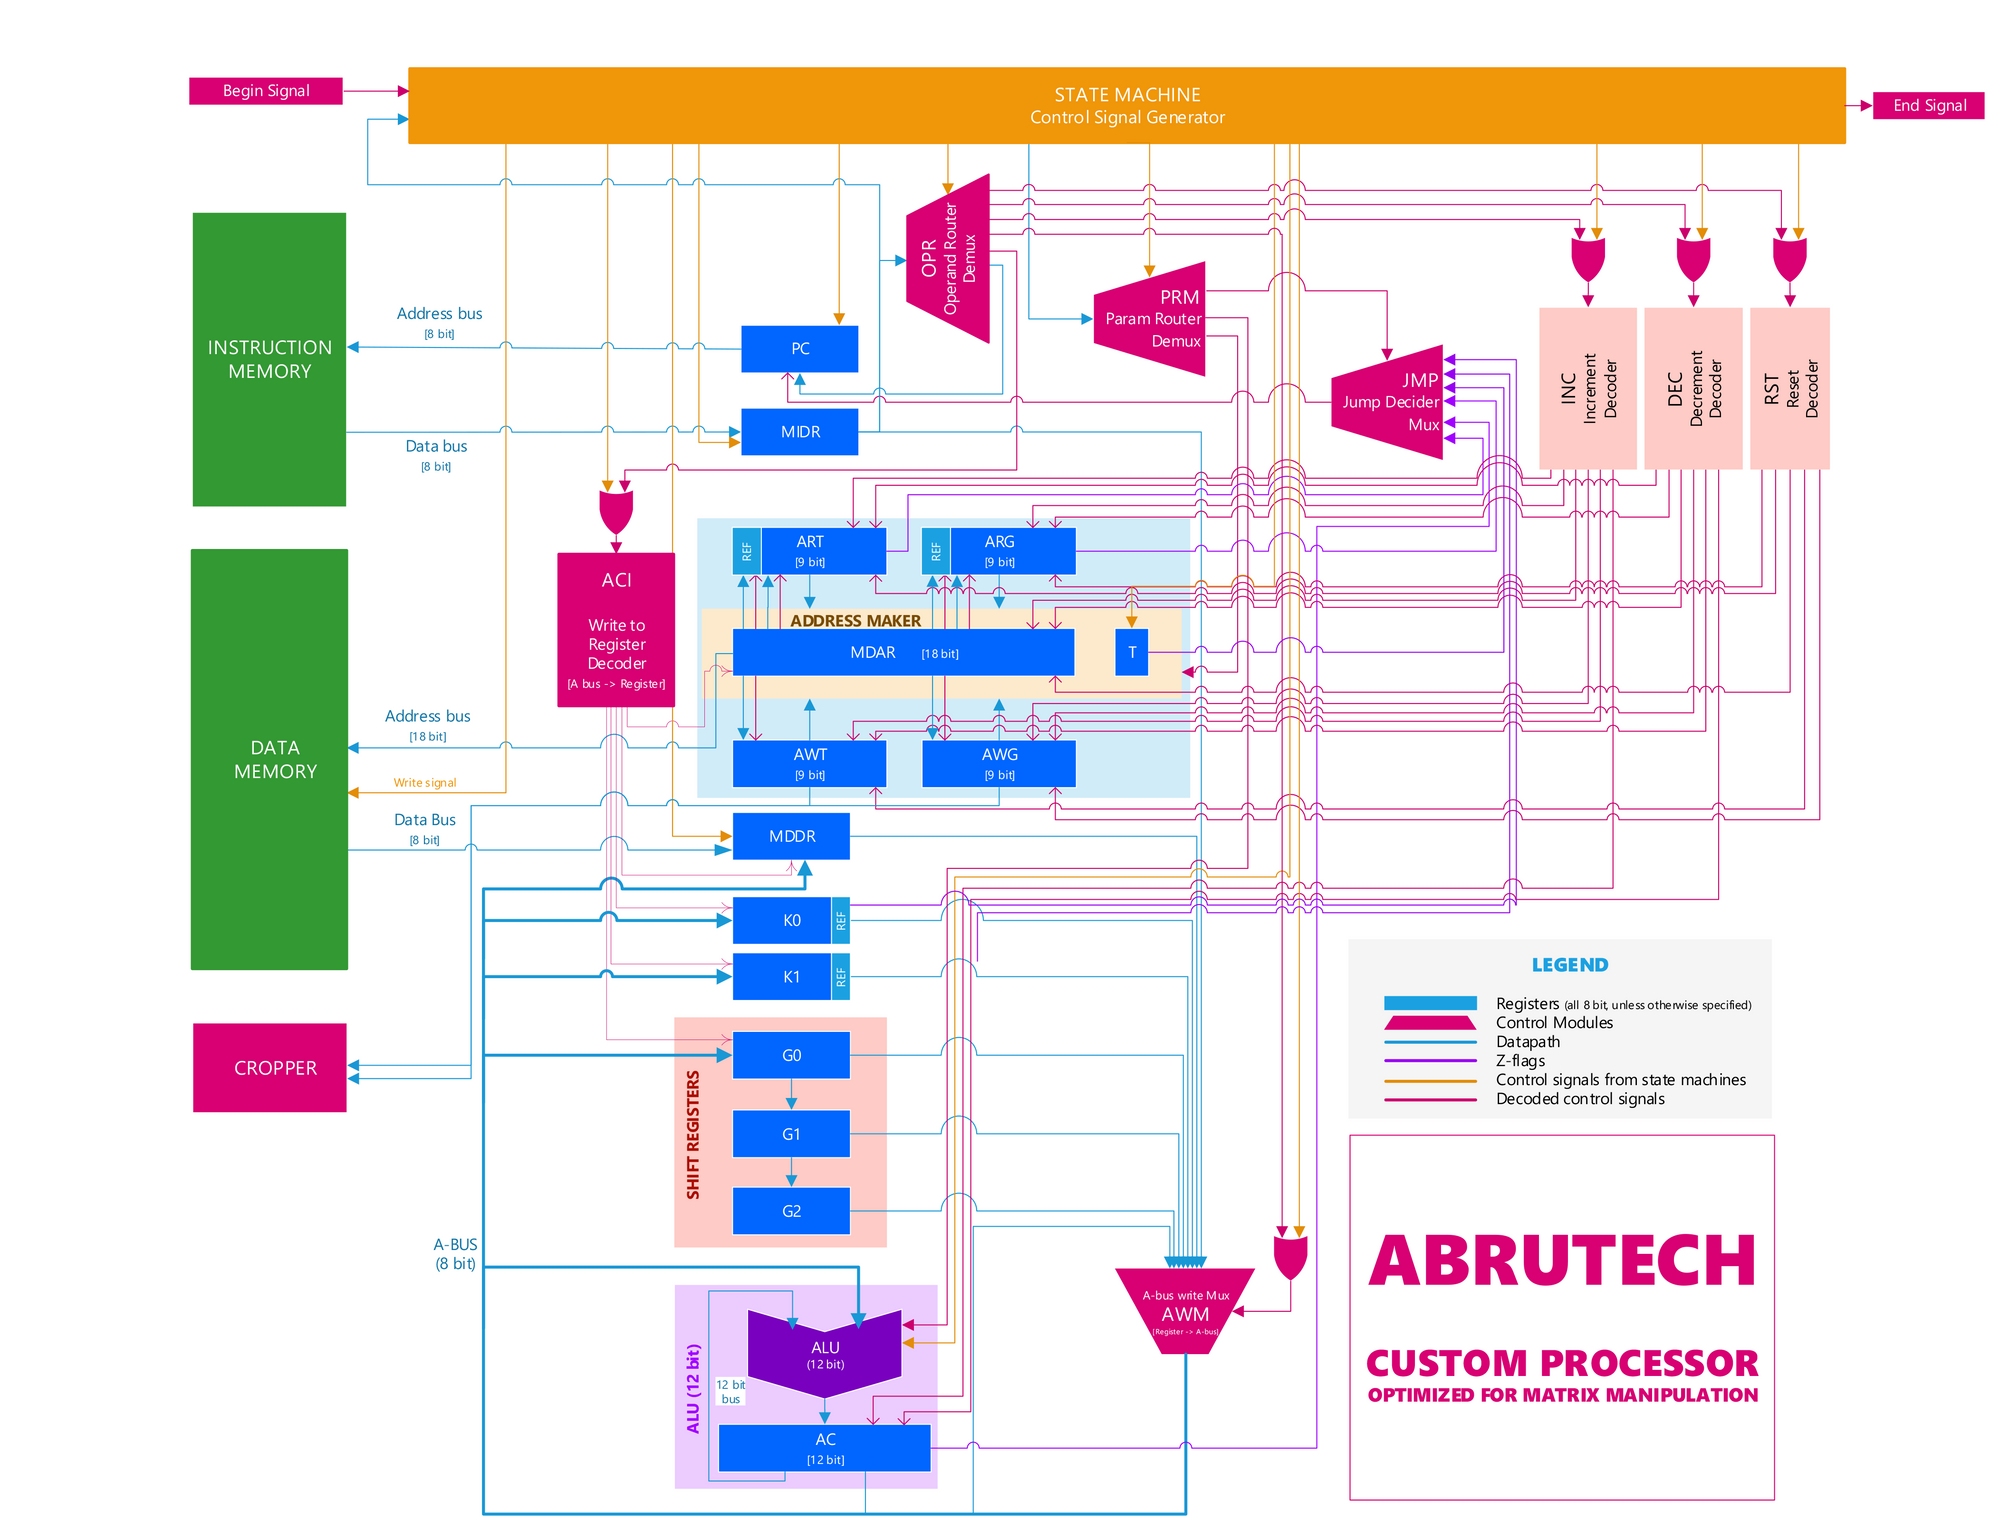 Begin Signal
STATE MACHINE
Control Signal Generator
End Signal
OPR
Operand Router
Demux
INSTRUCTION
MEMORY
Address bus
[8 bit]
Data bus
[8 bit]
PC
MIDR
PRM
Param Router
Demux
JMP
Jump Decider
Mux
INC
Increment
Decoder
DEC
Decrement
Decoder
RST
Reset
Decoder
ACI
Write to
Register
Decoder
[A bus -> Register]
REF
ART
[9 bit]
REF
ARG
[9 bit]
ADDRESS MAKER
MDAR [18 bit]
T
AWT
[9 bit]
AWG
[9 bit]
DATA
MEMORY
Address bus
[18 bit]
Write signal
Data Bus
[8 bit]
MDDR
K0
REF
K1
REF
CROPPER
SHIFT REGISTERS
G0
G1
G2
A-BUS
(8 bit)
ALU (12 bit)
ALU
(12 bit)
12 bit
bus
AC
[12 bit]
A-bus write Mux
AWM
[Register -> A-bus]
LEGEND
Registers (all 8 bit, unless otherwise specified)
Control Modules
Datapath
Z-flags
Control signals from state machines
Decoded control signals
ABRUTECH
CUSTOM PROCESSOR
OPTIMIZED FOR MATRIX MANIPULATION